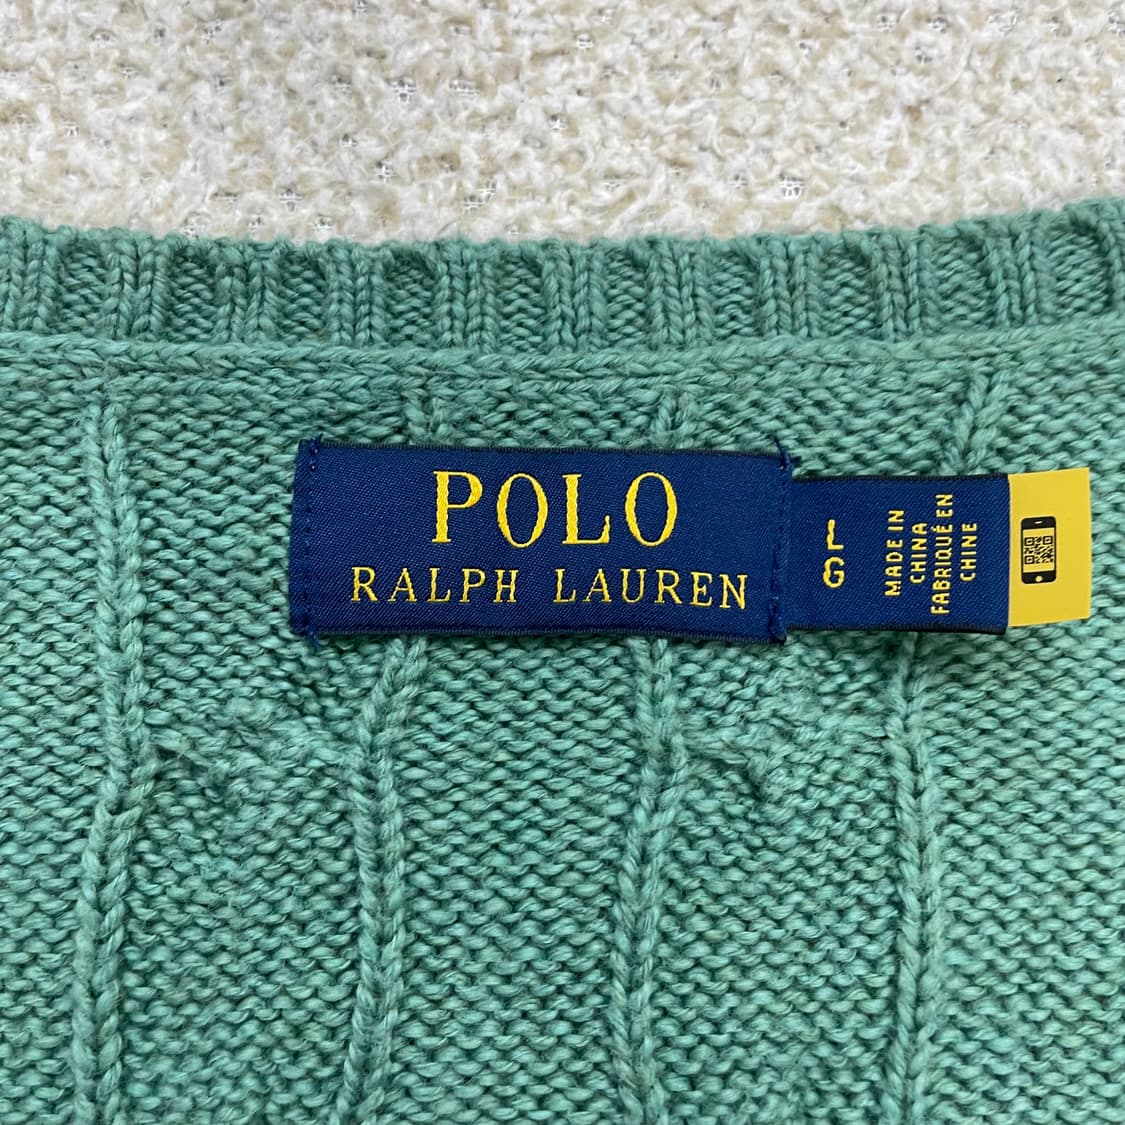 POLO
RALPH LAUREN
L
G
MADE IN
CHINA
FABRIQUÉ EN
CHINE